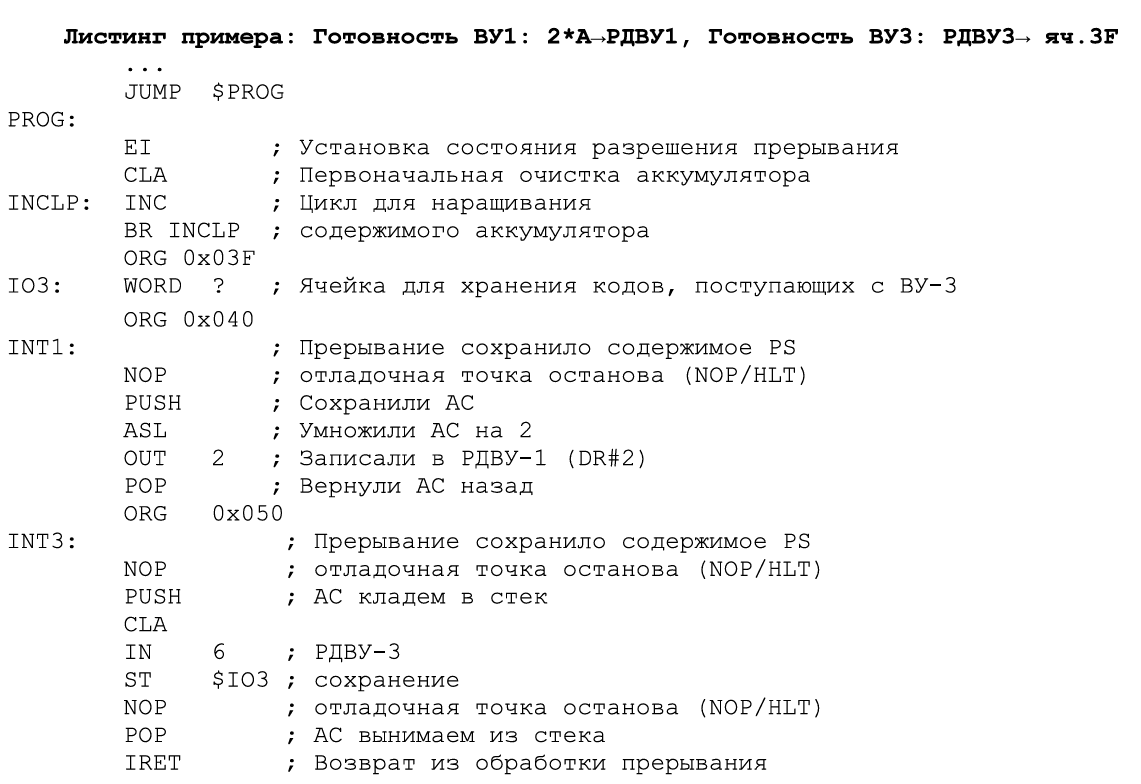 Листинг примера: Готовность ВУ1: 2*А→РДВУ1, Готовность ВУ3: РДВУ3→ яч.3F
...
JUMP $PROG
PROG:
EI ; Установка состояния разрешения прерывания
CLA ; Первоначальная очистка аккумулятора
INCLP: INC ; Цикл для наращивания
BR INCLP ; содержимого аккумулятора
ORG 0x03F
IO3: WORD ? ; Ячейка для хранения кодов, поступающих с ВУ-3
ORG 0x040
INT1: ; Прерывание сохранило содержимое PS
NOP ; отладочная точка останова (NOP/HLT)
PUSH ; Сохранили АС
ASL ; Умножили АС на 2
OUT 2 ; Записали в РДВУ-1 (DR#2)
POP ; Вернули АС назад
ORG 0x050
INT3: ; Прерывание сохранило содержимое PS
NOP ; отладочная точка останова (NOP/HLT)
PUSH ; АС кладем в стек
CLA
IN 6 ; РДВУ-3
ST $IO3 ; сохранение
NOP ; отладочная точка останова (NOP/HLT)
POP ; АС вынимаем из стека
IRET ; Возврат из обработки прерывания